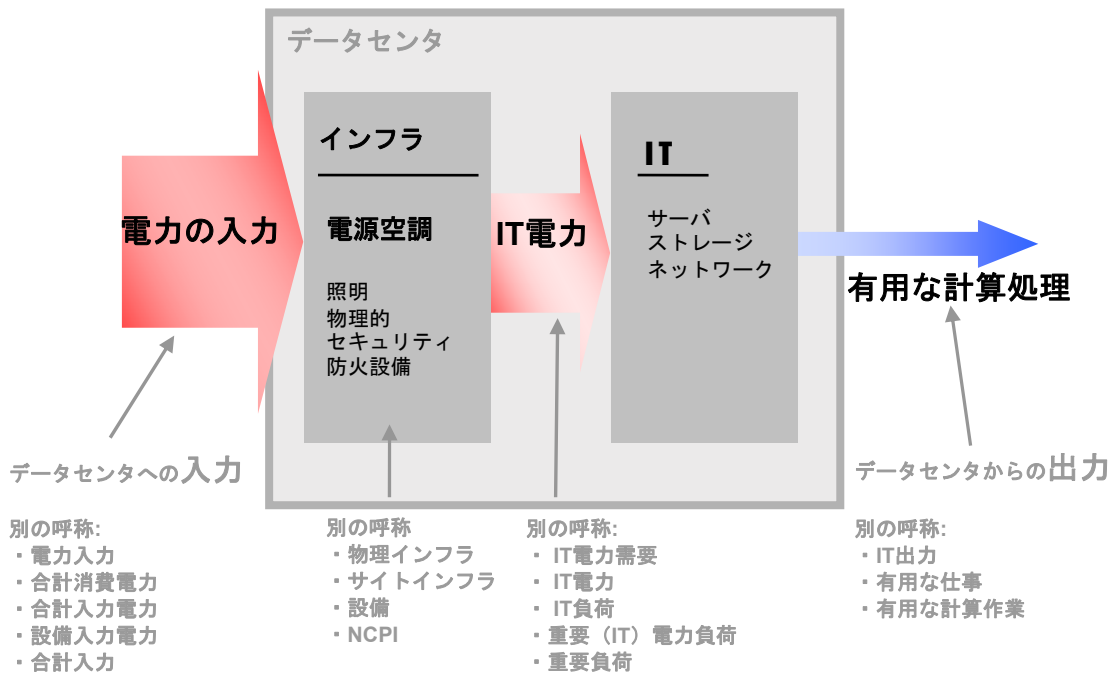 データセンタ
電力の入力
インフラ
電源空調
照明
物理的
セキュリティ
防火設備
IT電力
IT
サーバ
ストレージ
ネットワーク
有用な計算処理
データセンタへの入力
別の呼称:
・電力入力
・合計消費電力
・合計入力電力
・設備入力電力
・合計入力
別の呼称
・物理インフラ
・サイトインフラ
・設備
・NCPI
別の呼称:
・ IT電力需要
・ IT電力
・ IT負荷
・重要（IT）電力負荷
・重要負荷
データセンタからの出力
別の呼称:
・IT出力
・有用な仕事
・有用な計算作業